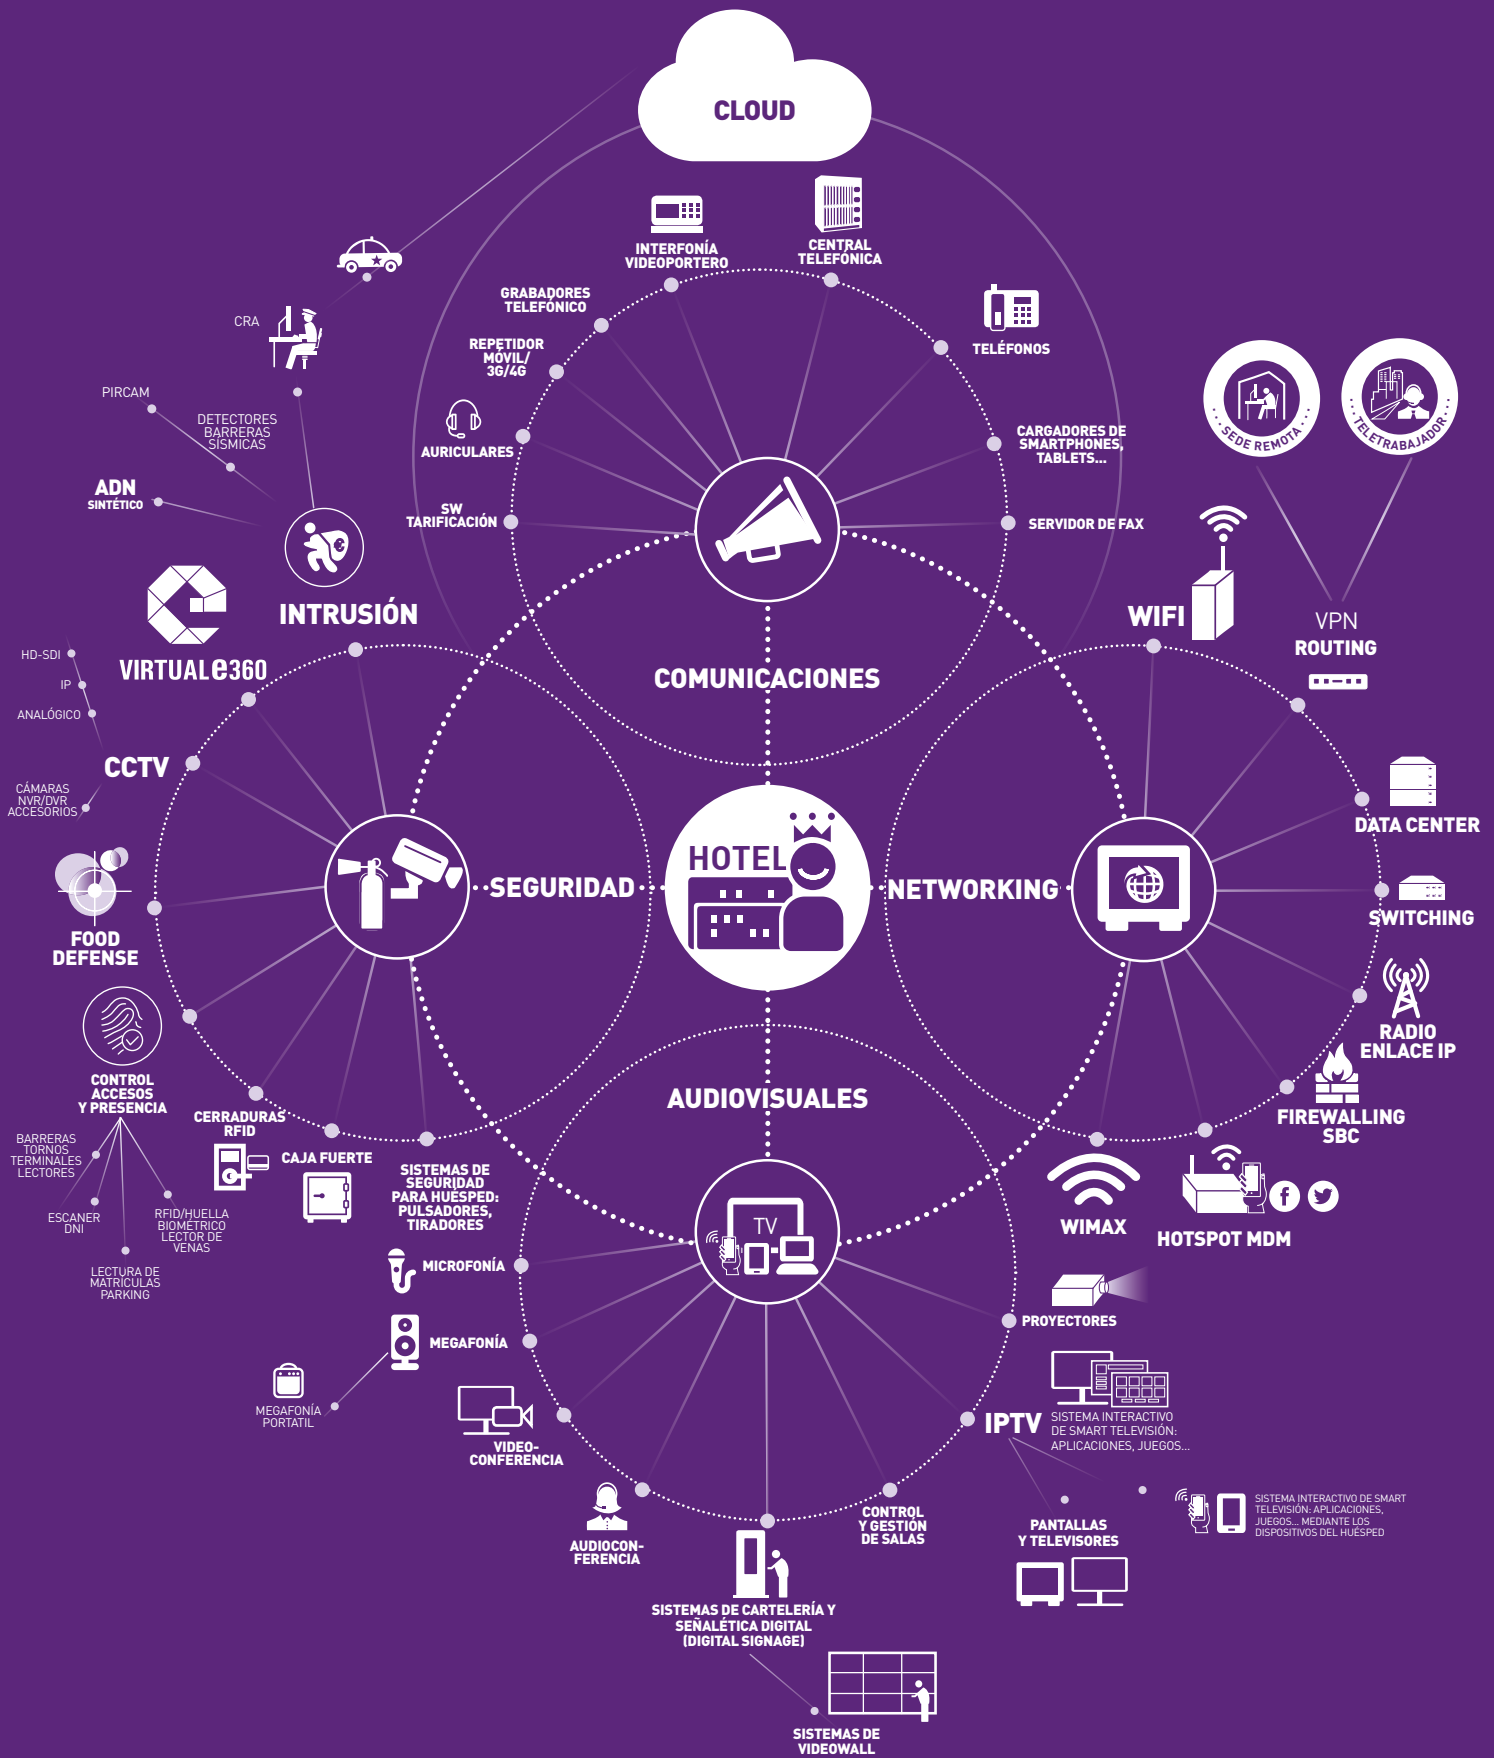 CLOUD
INTERFONÍA
VIDEOPORTERO
CENTRAL
TELEFÓNICA
GRABADORES
TELEFÓNICO
REPETIDOR
MÓVIL/
3G/4G
TELÉFONOS
AURICULARES
CARGADORES DE
SMARTPHONES,
TABLETS...
SW
TARIFICACIÓN
SERVIDOR DE FAX
COMUNICACIONES
CRA
PIRCAM
DETECTORES
BARRERAS
SÍSMICAS
ADN
SINTÉTICO
INTRUSIÓN
VIRTUALe360
HD-SDI
IP
ANALÓGICO
CCTV
CÁMARAS
NVR/DVR
ACCESORIOS
FOOD
DEFENSE
CONTROL
ACCESOS
Y PRESENCIA
BARRERAS
TORNOS
TERMINALES
LECTORES
ESCANER
DNI
LECTURA DE
MATRÍCULAS
PARKING
RFID/HUELLA
BIOMÉTRICO
LECTOR DE
VENAS
CERRADURAS
RFID
€
CAJA FUERTE
SISTEMAS DE
SEGURIDAD
PARA HUÉSPED:
PULSADORES,
TIRADORES
SEGURIDAD
HOTEL
NETWORKING
SEDE REMOTA
TELETRABAJADOR
VPN
ROUTING
WIFI
DATA CENTER
SWITCHING
RADIO
ENLACE IP
FIREWALLING
SBC
HOTSPOT MDM
WIMAX
AUDIOVISUALES
TV
MICROFONÍA
MEGAFONÍA
MEGAFONÍA
PORTATIL
VIDEO-
CONFERENCIA
AUDIOCON-
FERENCIA
SISTEMAS DE CARTELERÍA Y
SEÑALÉTICA DIGITAL
(DIGITAL SIGNAGE)
SISTEMAS DE
VIDEOWALL
CONTROL
Y GESTIÓN
DE SALAS
PROYECTORES
IPTV
SISTEMA INTERACTIVO
DE SMART TELEVISIÓN:
APLICACIONES, JUEGOS...
PANTALLAS
Y TELEVISORES
SISTEMA INTERACTIVO DE SMART
TELEVISIÓN: APLICACIONES,
JUEGOS... MEDIANTE LOS
DISPOSITIVOS DEL HUÉSPED